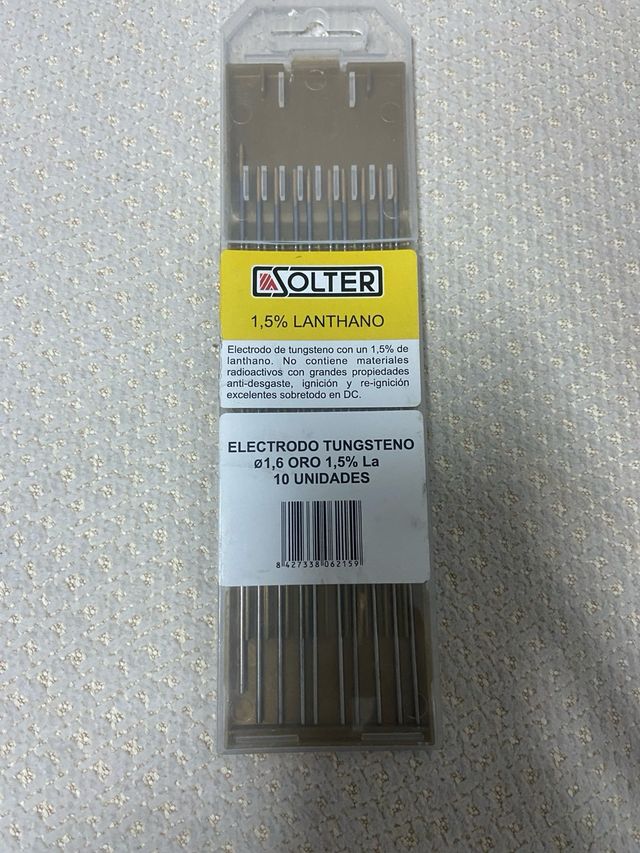 SOLTER
1,5% LANTHANO
Electrodo de tungsteno con un 1,5% de
lanthano. No contiene materiales
radioactivos con grandes propiedades
anti-desgaste, ignición y re-ignición
excelentes sobretodo en DC.
ELECTRODO TUNGSTENO
ø1,6 ORO 1,5% La
10 UNIDADES
8 427338 062159